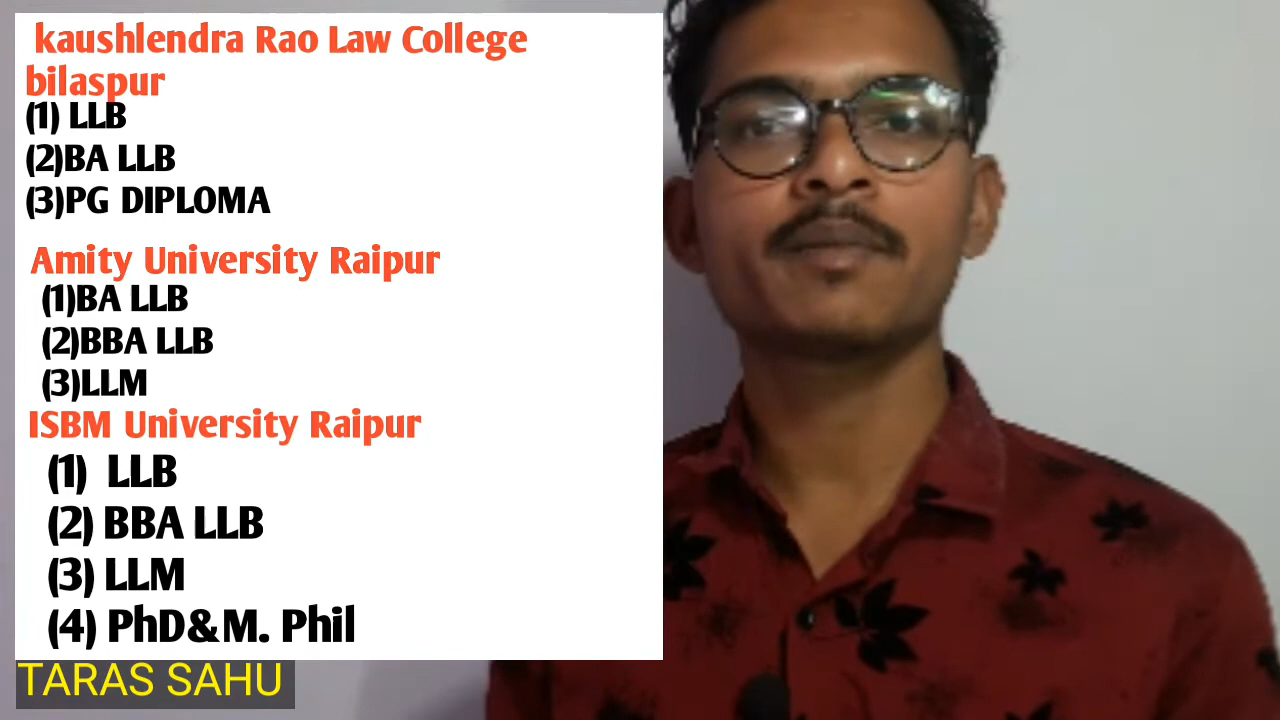 kaushlendra Rao Law College
bilaspur
(1) LLB
(2)BA LLB
(3)PG DIPLOMA
Amity University Raipur
(1)BA LLB
(2)BBA LLB
(3)LLM
ISBM University Raipur
(1) LLB
(2) BBA LLB
(3) LLM
(4) PhD&M. Phil
TARAS SAHU